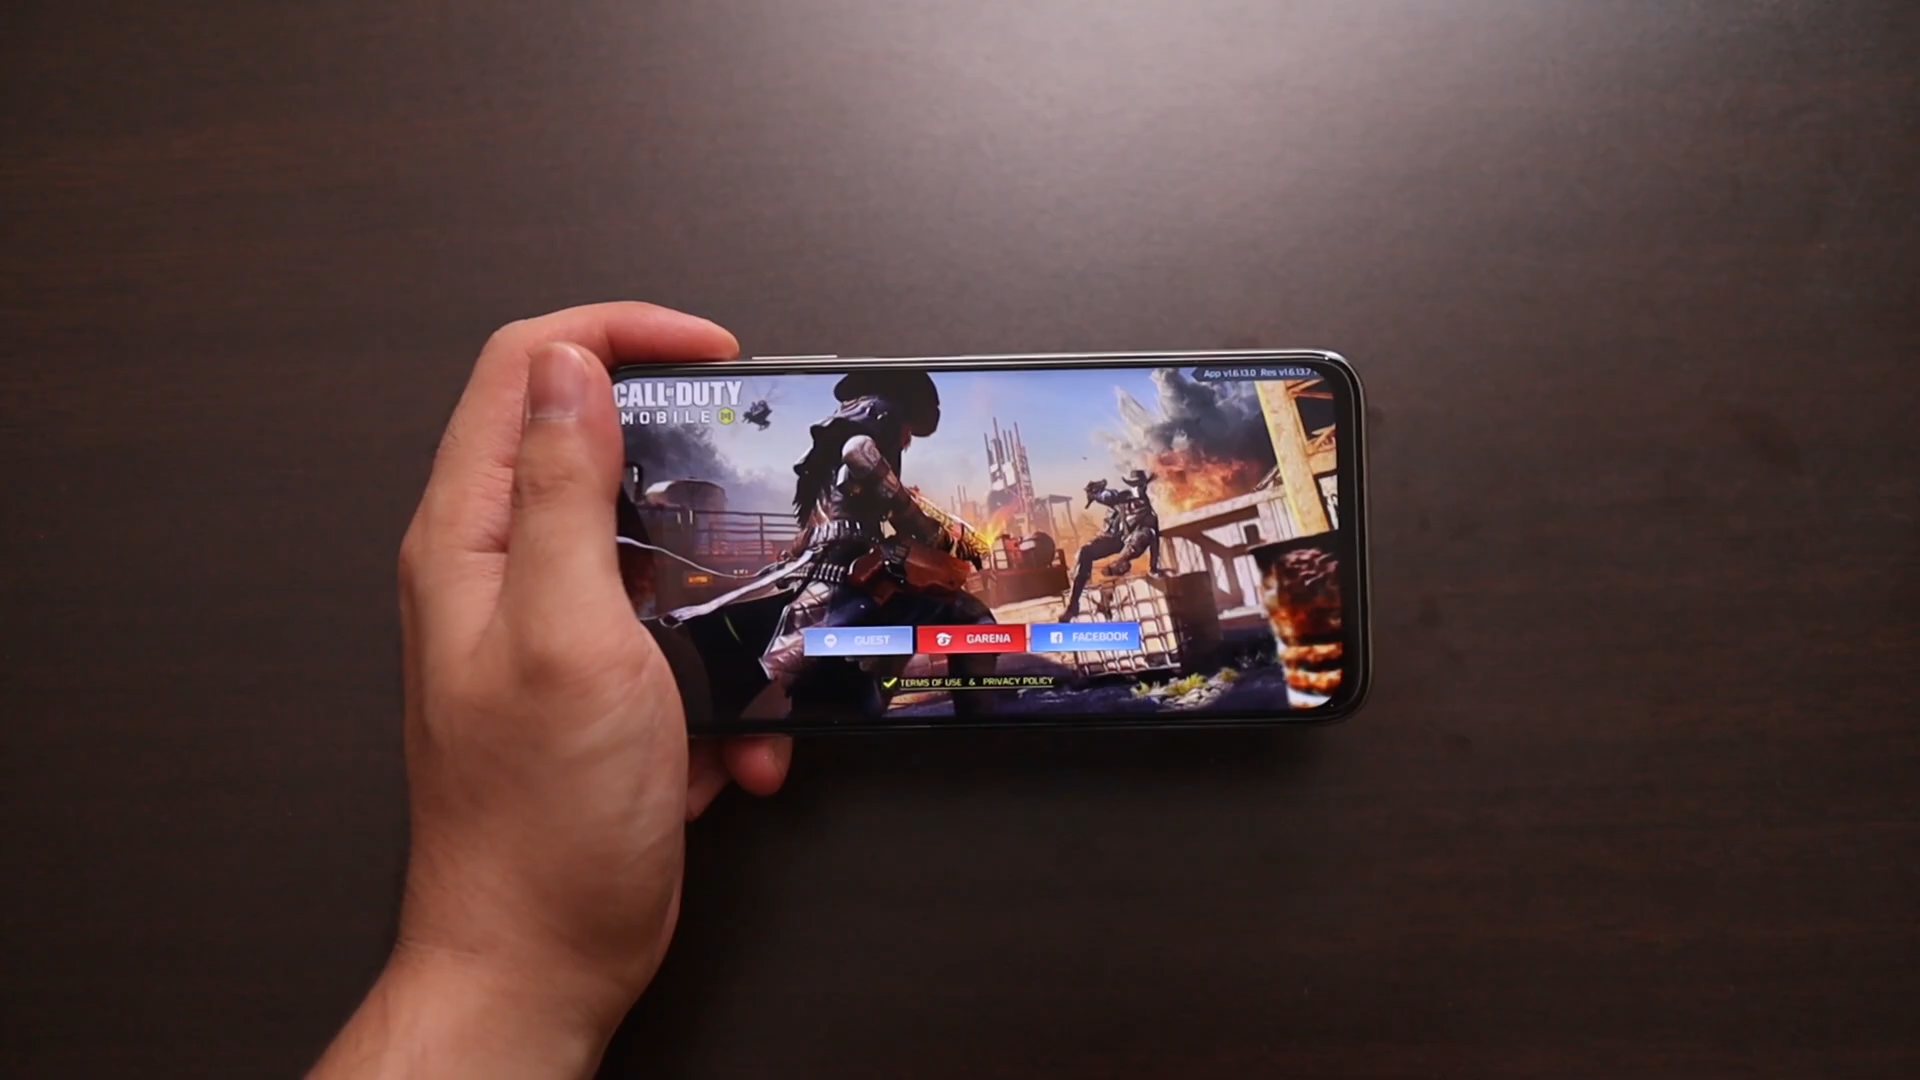 CALL OF DUTY
MOBILE
App v1.6.13.0 Res v1.6.13.7
GUEST
GARENA
FACEBOOK
TERMS OF USE & PRIVACY POLICY